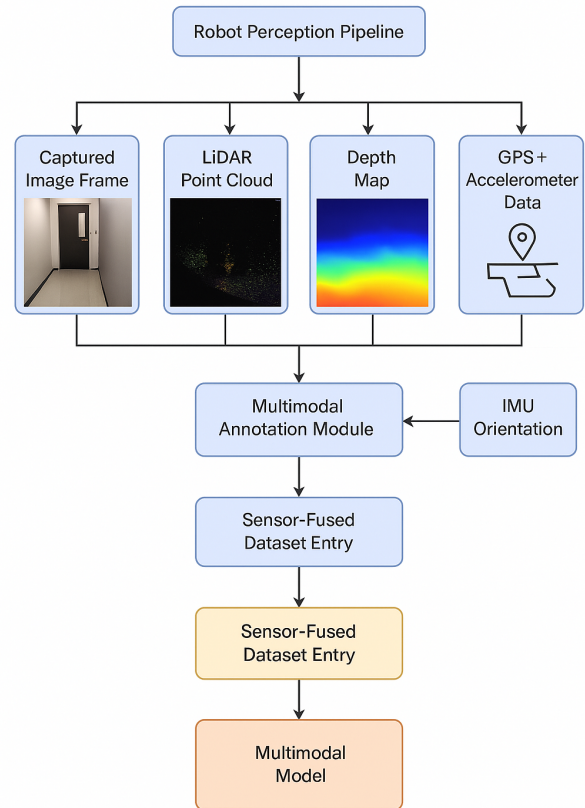 Robot Perception Pipeline
Captured
Image Frame
LiDAR
Point Cloud
Depth
Map
GPS +
Accelerometer
Data
Multimodal
Annotation Module
IMU
Orientation
Sensor-Fused
Dataset Entry
Sensor-Fused
Dataset Entry
Multimodal
Model